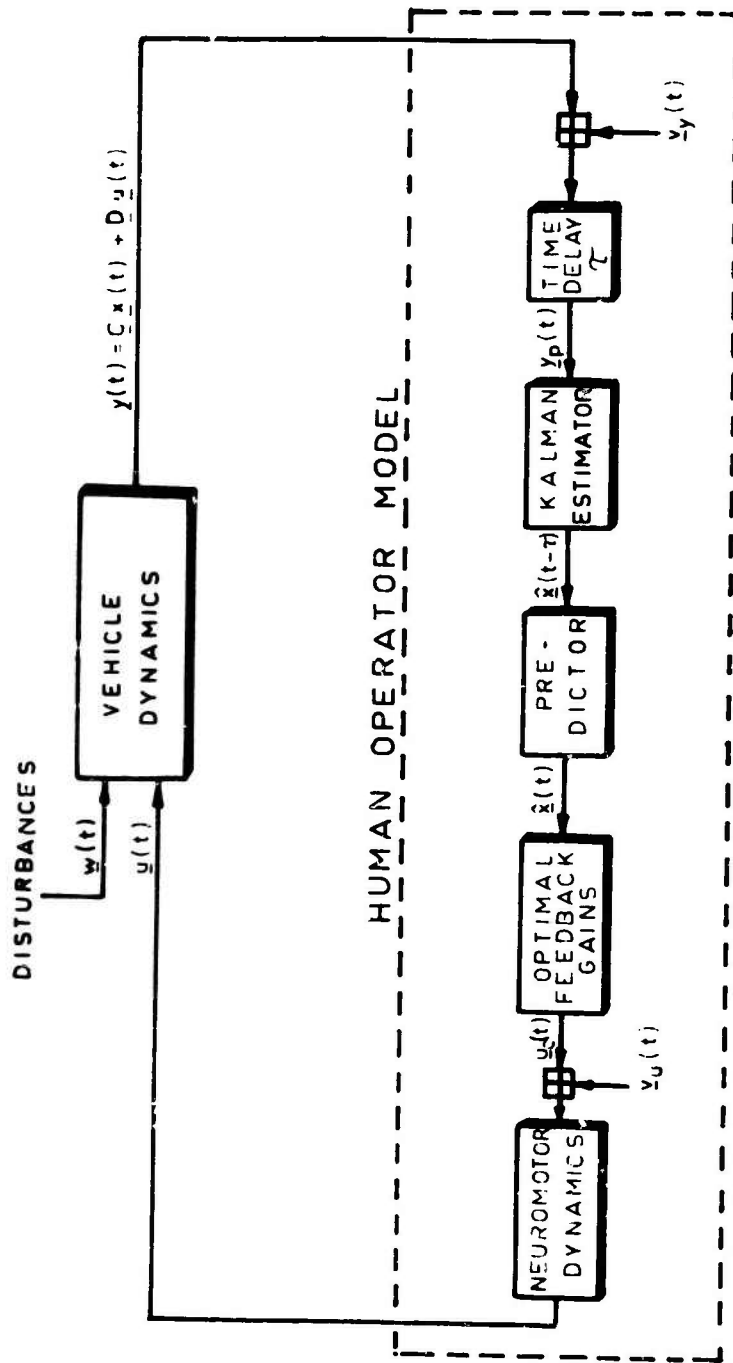 DISTURBANCES
w(t)
u(t)
VEHICLE
DYNAMICS
y(t) = C x(t) + D u(t)
HUMAN OPERATOR MODEL
NEUROMOTOR
DYNAMICS
v_u(t)
u_c(t)
OPTIMAL
FEEDBACK
GAINS
x̂(t)
PRE-
DICTOR
x̂(t-τ)
KALMAN
ESTIMATOR
y_p(t)
TIME
DELAY
τ
v_y(t)